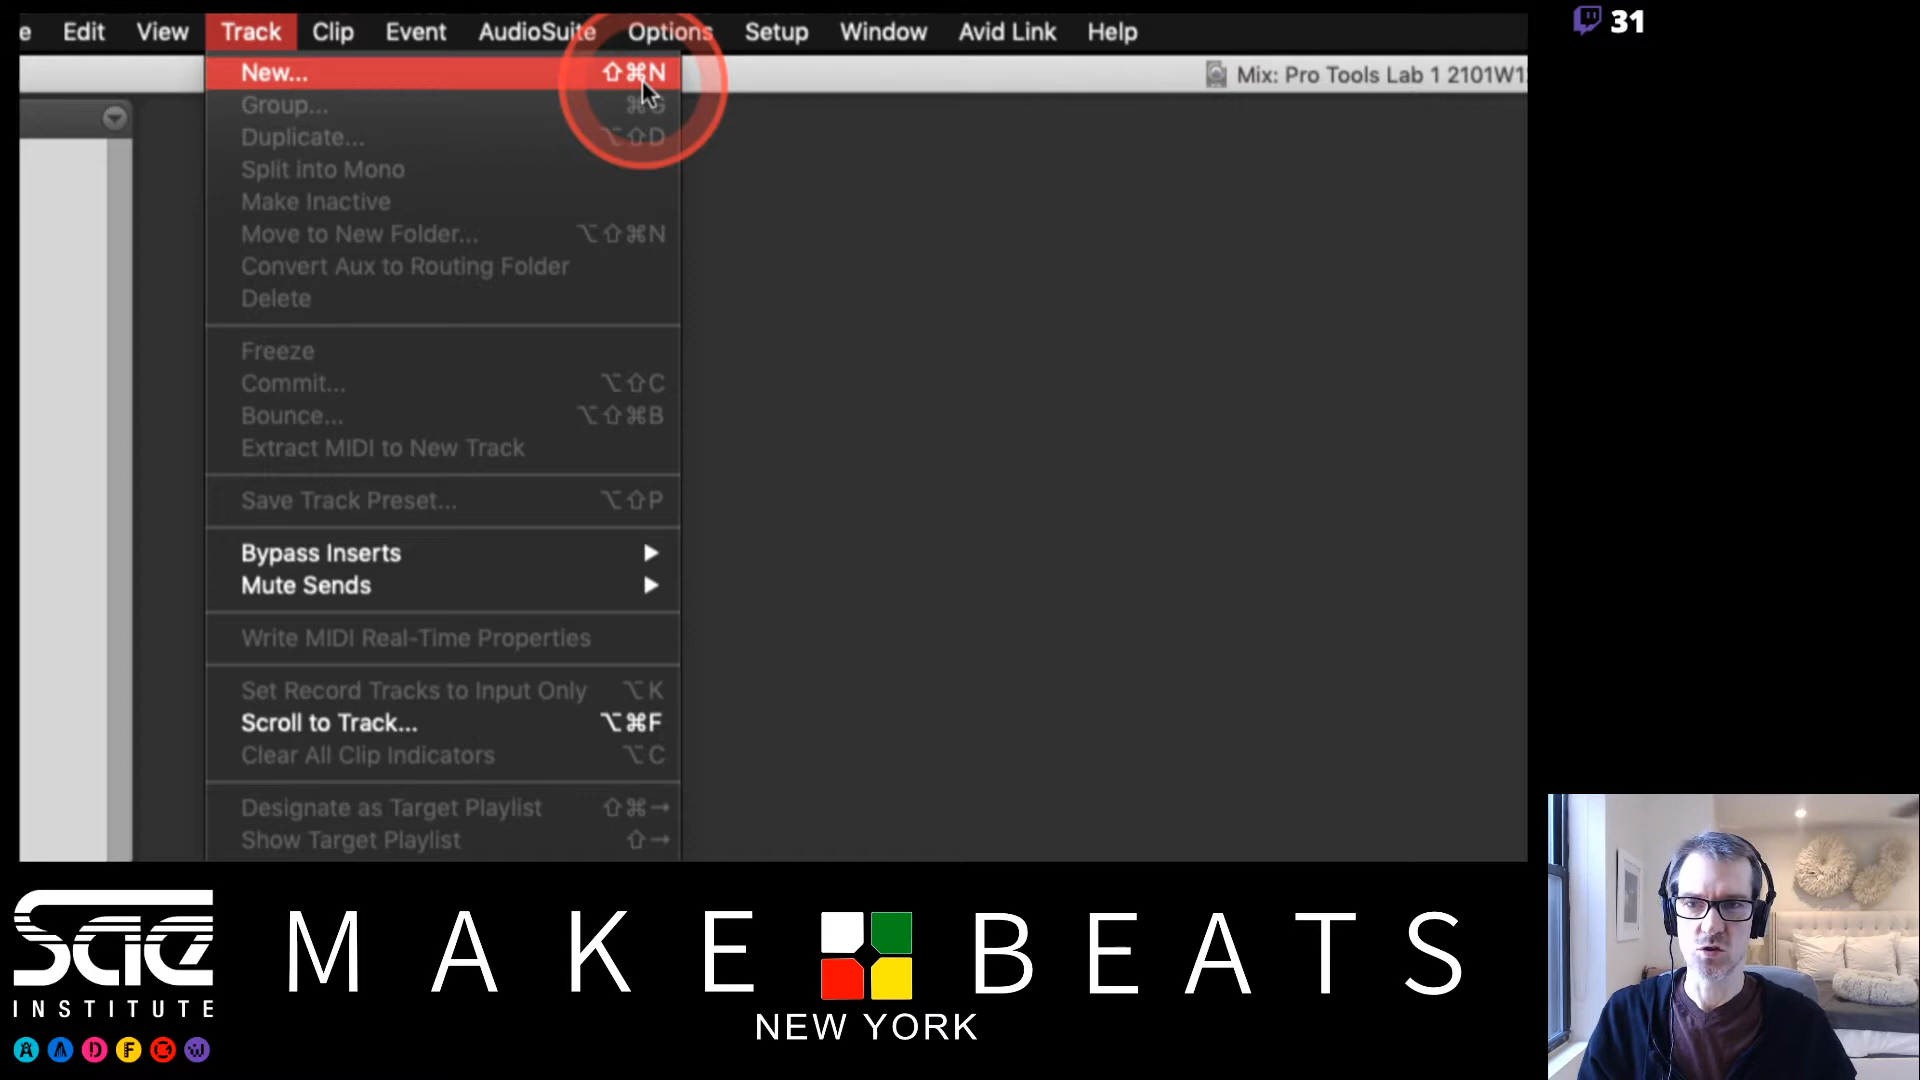 e Edit View Track Clip Event AudioSuite Options Setup Window Avid Link Help
31
New... ⇧⌘N
Mix: Pro Tools Lab 1 2101W1
Group... ⌘G
Duplicate... ⌥⇧D
Split into Mono
Make Inactive
Move to New Folder... ⌥⇧⌘N
Convert Aux to Routing Folder
Delete
Freeze
Commit... ⌥⇧C
Bounce... ⌥⇧⌘B
Extract MIDI to New Track
Save Track Preset... ⌥⇧P
Bypass Inserts
Mute Sends
Write MIDI Real-Time Properties
Set Record Tracks to Input Only ⌥K
Scroll to Track... ⌥⌘F
Clear All Clip Indicators ⌥C
Designate as Target Playlist ⇧⌘→
Show Target Playlist ⇧→
sae
INSTITUTE
MAKE BEATS
NEW YORK